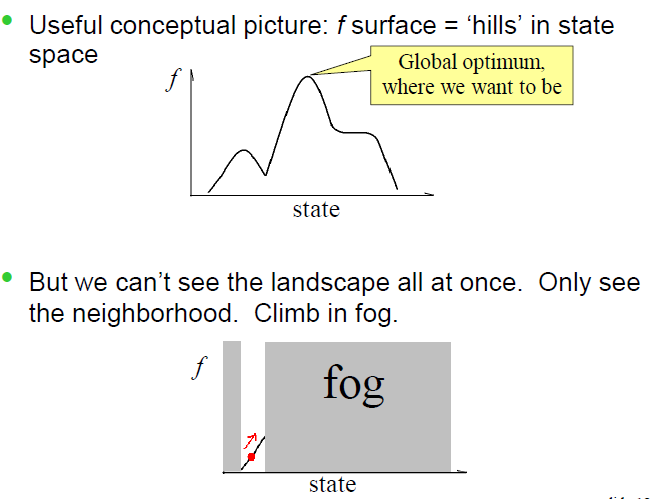 Useful conceptual picture: f surface = ‘hills’ in state
space
Global optimum,
where we want to be
f
state
But we can’t see the landscape all at once. Only see
the neighborhood. Climb in fog.
f
fog
state